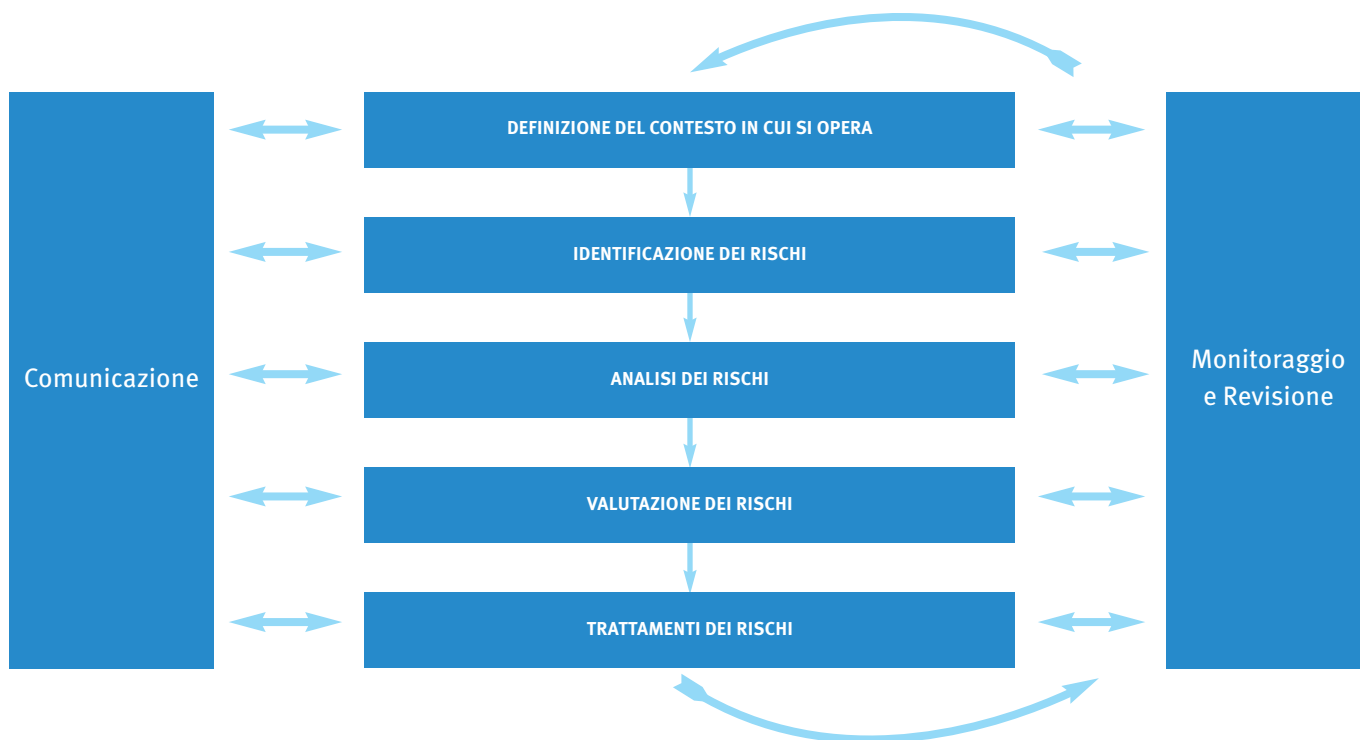 DEFINIZIONE DEL CONTESTO IN CUI SI OPERA
IDENTIFICAZIONE DEI RISCHI
ANALISI DEI RISCHI
VALUTAZIONE DEI RISCHI
TRATTAMENTI DEI RISCHI
Comunicazione
Monitoraggio
e Revisione